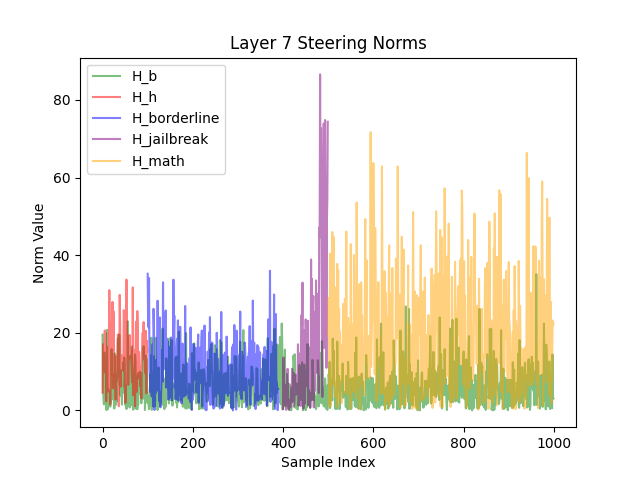 Layer 7 Steering Norms
H_b
H_h
H_borderline
H_jailbreak
H_math
Norm Value
80
60
40
20
0
0 200 400 600 800 1000
Sample Index